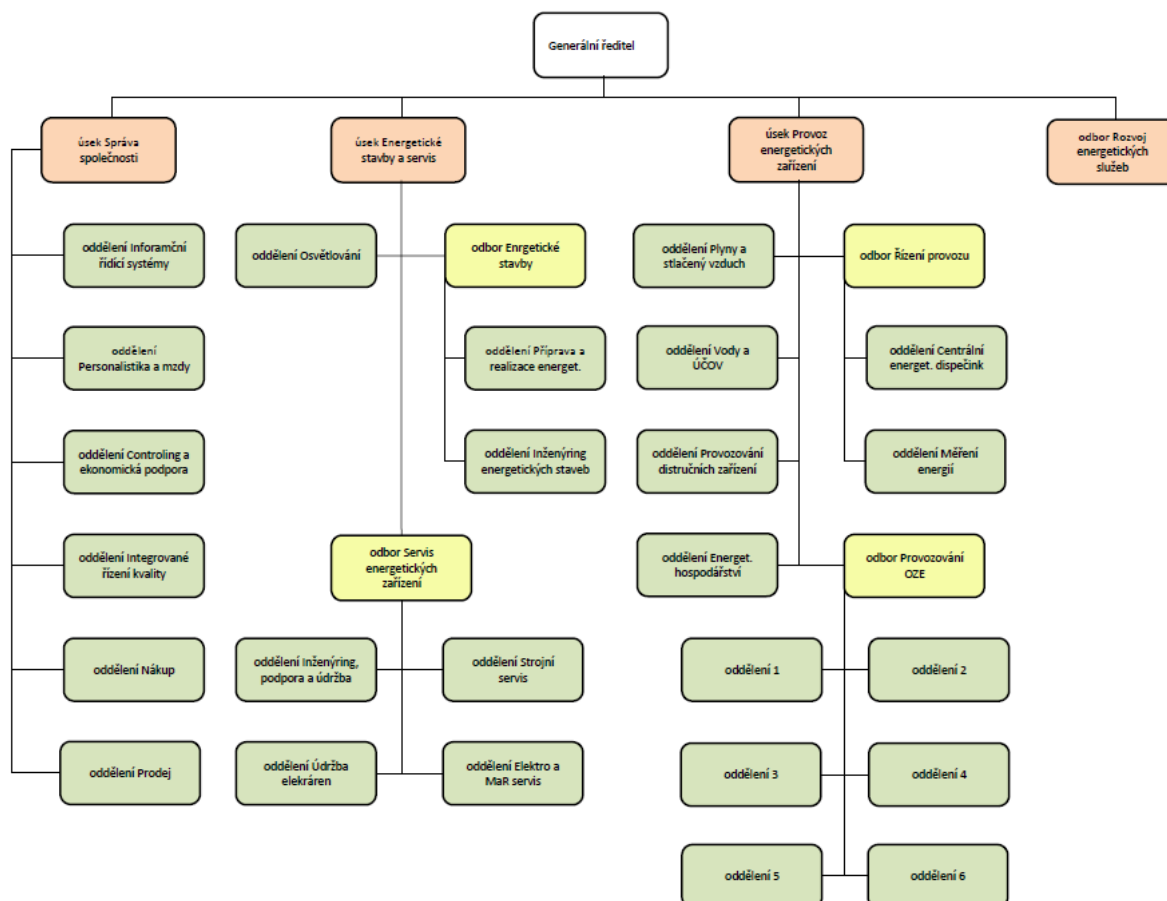 Generální ředitel
úsek Správa
společnosti
úsek Energetické
stavby a servis
úsek Provoz
energetických
zařízení
odbor Rozvoj
energetických
služeb
oddělení Inforamční
řídící systémy
oddělení Osvětlování
odbor Enrgetické
stavby
oddělení Plyny a
stlačený vzduch
odbor Řízení provozu
oddělení
Personalistika a mzdy
oddělení Příprava a
realizace energet.
oddělení Vody a
ÚČOV
oddělení Centrální
energet. dispečink
oddělení Controling a
ekonomická podpora
oddělení Inženýring
energetických staveb
oddělení Provozování
distručních zařízení
oddělení Měření
energií
oddělení Integrované
řízení kvality
odbor Servis
energetických
zařízení
oddělení Energet.
hospodářství
odbor Provozování
OZE
oddělení Nákup
oddělení Inženýring,
podpora a údržba
oddělení Strojní
servis
oddělení 1
oddělení 2
oddělení Prodej
oddělení Údržba
elekráren
oddělení Elektro a
MaR servis
oddělení 3
oddělení 4
oddělení 5
oddělení 6